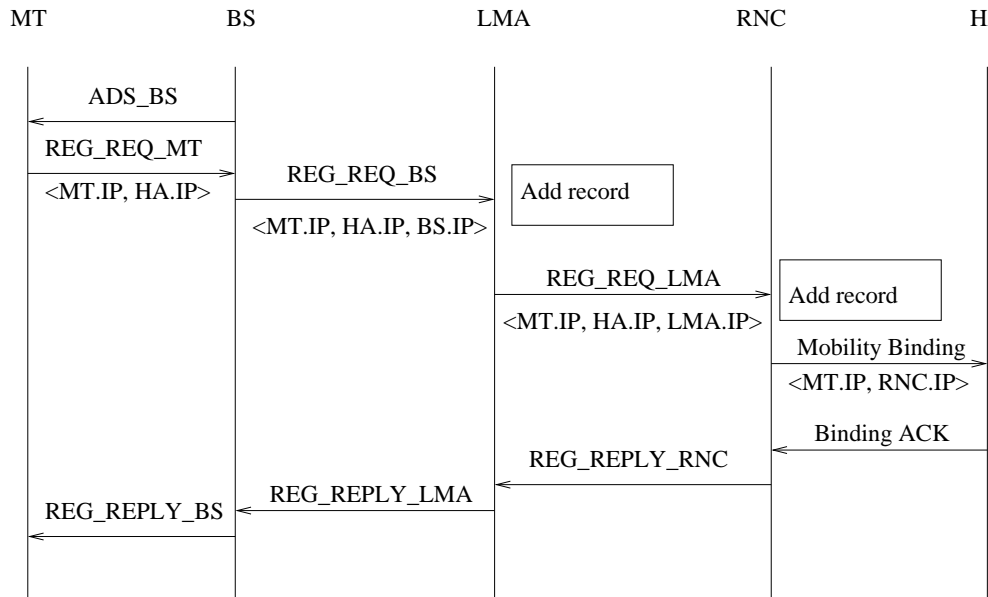 MT BS LMA RNC H
ADS_BS
REG_REQ_MT
<MT.IP, HA.IP>
REG_REQ_BS
<MT.IP, HA.IP, BS.IP>
Add record
REG_REQ_LMA
<MT.IP, HA.IP, LMA.IP>
Add record
Mobility Binding
<MT.IP, RNC.IP>
Binding ACK
REG_REPLY_RNC
REG_REPLY_LMA
REG_REPLY_BS